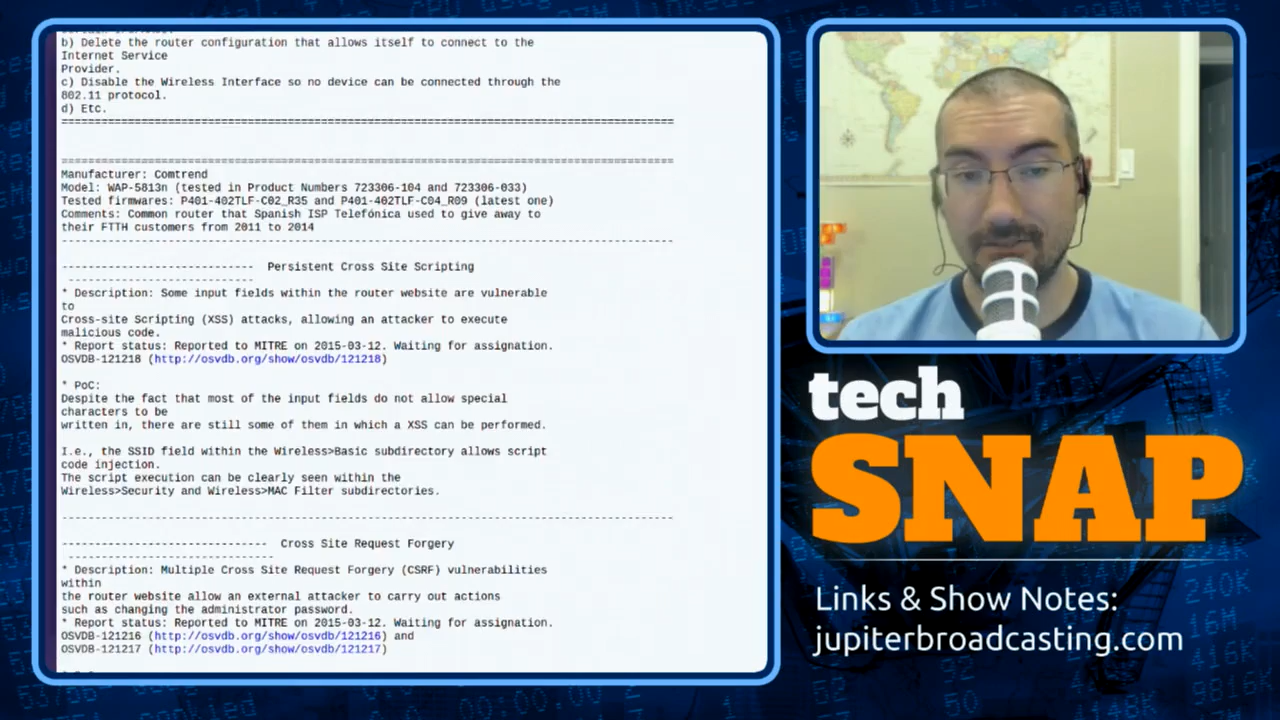 b) Delete the router configuration that allows itself to connect to the
Internet Service
Provider.
c) Disable the Wireless Interface so no device can be connected through the
802.11 protocol.
d) Etc.
=============================================================================================
=============================================================================================
Manufacturer: Comtrend
Model: WAP-5813n (tested in Product Numbers 723306-104 and 723306-033)
Tested firmwares: P401-402TLF-C02_R35 and P401-402TLF-C04_R09 (latest one)
Comments: Common router that Spanish ISP Telefónica used to give away to
their FTTH customers from 2011 to 2014
---------------------------------------------------------------------------------------------
----------------------------- Persistent Cross Site Scripting
----------------------------
* Description: Some input fields within the router website are vulnerable
to
Cross-site Scripting (XSS) attacks, allowing an attacker to execute
malicious code.
* Report status: Reported to MITRE on 2015-03-12. Waiting for assignation.
OSVDB-121218 (http://osvdb.org/show/osvdb/121218)
* PoC:
Despite the fact that most of the input fields do not allow special
characters to be
written in, there are still some of them in which a XSS can be performed.
I.e., the SSID field within the Wireless>Basic subdirectory allows script
code injection.
The script execution can be clearly seen within the
Wireless>Security and Wireless>MAC Filter subdirectories.
---------------------------------------------------------------------------------------------
------------------------------- Cross Site Request Forgery
-------------------------------
* Description: Multiple Cross Site Request Forgery (CSRF) vulnerabilities
within
the router website allow an external attacker to carry out actions
such as changing the administrator password.
* Report status: Reported to MITRE on 2015-03-12. Waiting for assignation.
OSVDB-121216 (http://osvdb.org/show/osvdb/121216) and
OSVDB-121217 (http://osvdb.org/show/osvdb/121217)
tech
SNAP
Links & Show Notes:
jupiterbroadcasting.com